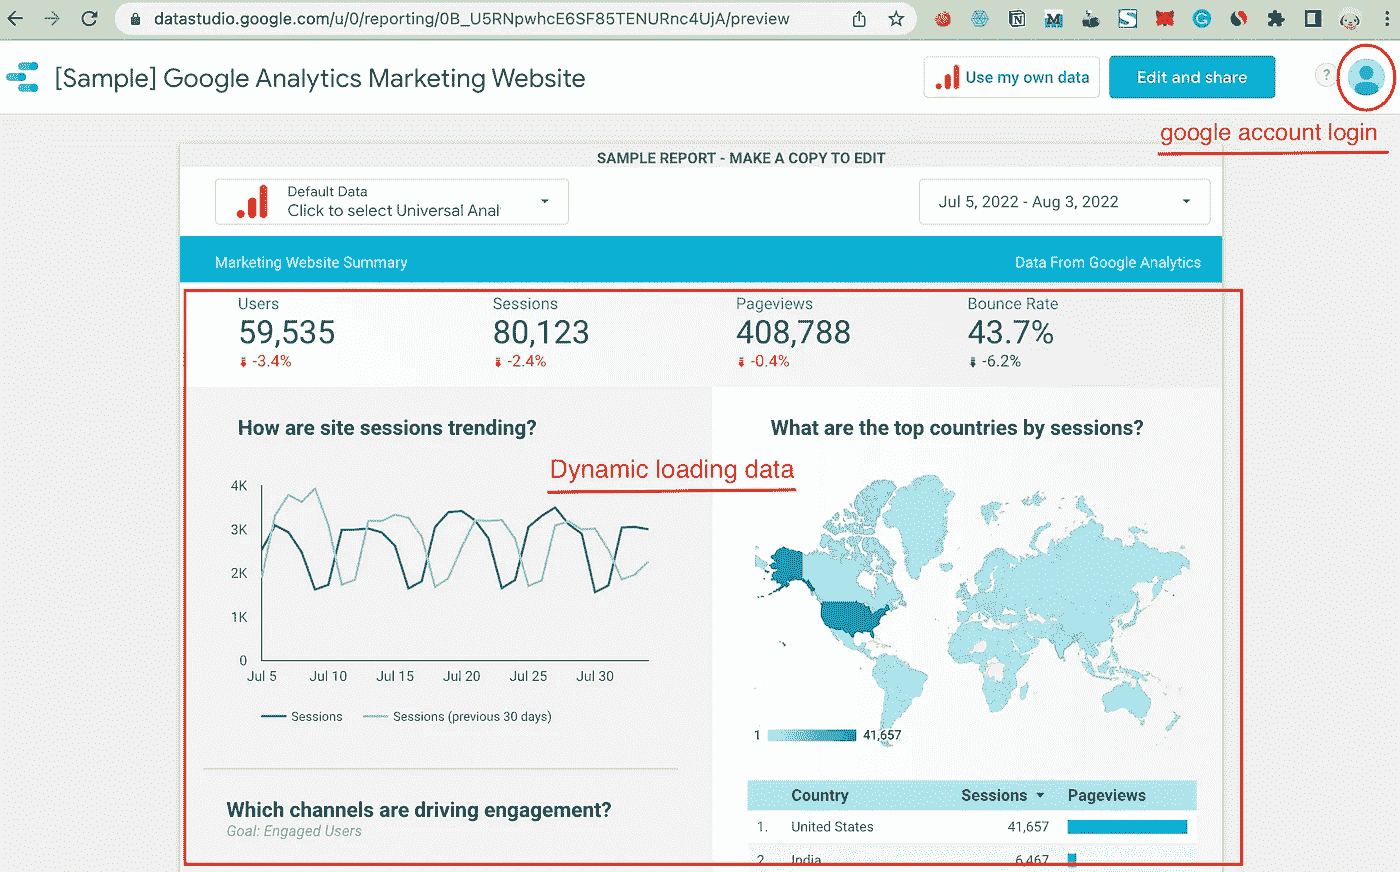 datastudio.google.com/u/0/reporting/0B_U5RNpwhcE6SF85TENURnc4UjA/preview
[Sample] Google Analytics Marketing Website
Use my own data
Edit and share
?
google account login
SAMPLE REPORT - MAKE A COPY TO EDIT
Default Data
Click to select Universal Anal
Jul 5, 2022 - Aug 3, 2022
Marketing Website Summary
Data From Google Analytics
Users
Sessions
Pageviews
Bounce Rate
59,535
80,123
408,788
43.7%
-3.4%
-2.4%
-0.4%
-6.2%
How are site sessions trending?
What are the top countries by sessions?
Dynamic loading data
4K
3K
2K
1K
0
Jul 5
Jul 10
Jul 15
Jul 20
Jul 25
Jul 30
Sessions
Sessions (previous 30 days)
1
41,657
Which channels are driving engagement?
Goal: Engaged Users
Country Sessions Pageviews
1. United States 41,657
2. India 6,467